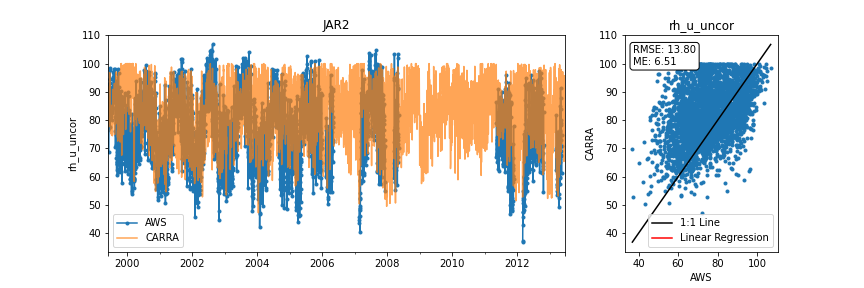 JAR2
rh_u_uncor
110
100
90
80
70
60
50
40
rh_u_uncor
AWS
CARRA
2000
2002
2004
2006
2008
2010
2012
rh_u_uncor
RMSE: 13.80
ME: 6.51
110
100
90
80
70
60
50
40
CARRA
1:1 Line
Linear Regression
40
60
80
100
AWS